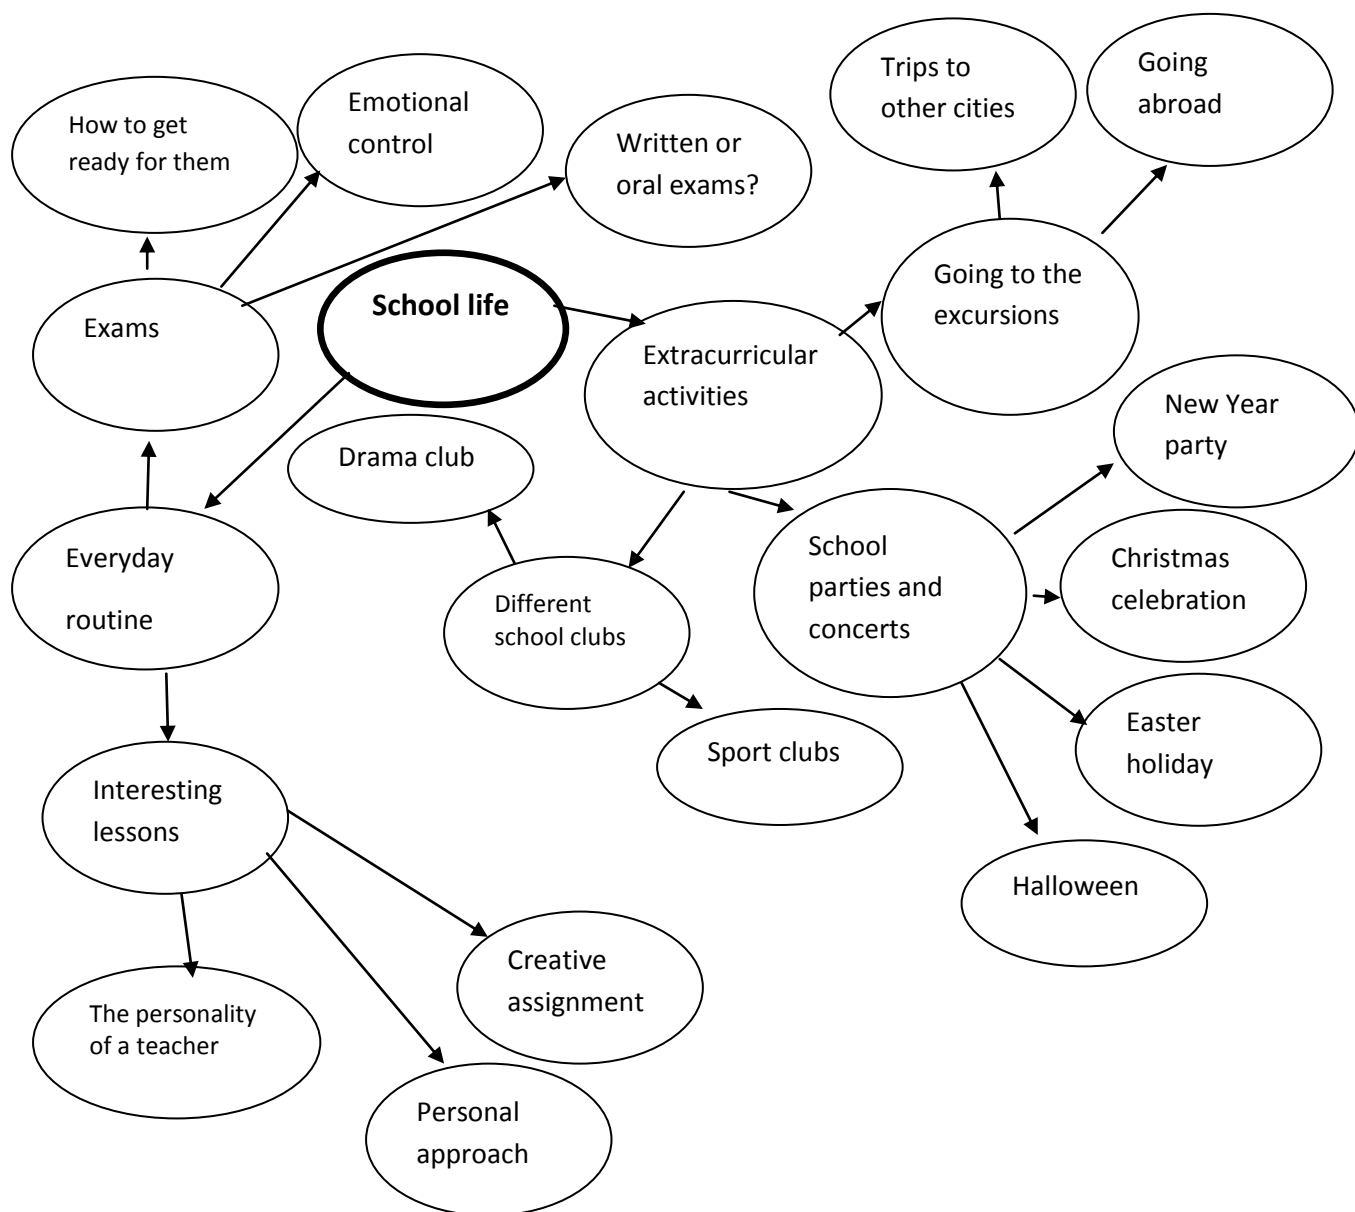 How to get
ready for them
Emotional
control
Written or
oral exams?
Trips to
other cities
Going
abroad
Exams
School life
Extracurricular
activities
Going to the
excursions
Drama club
New Year
party
Everyday
routine
Different
school clubs
School
parties and
concerts
Christmas
celebration
Sport clubs
Easter
holiday
Interesting
lessons
Halloween
Creative
assignment
The personality
of a teacher
Personal
approach